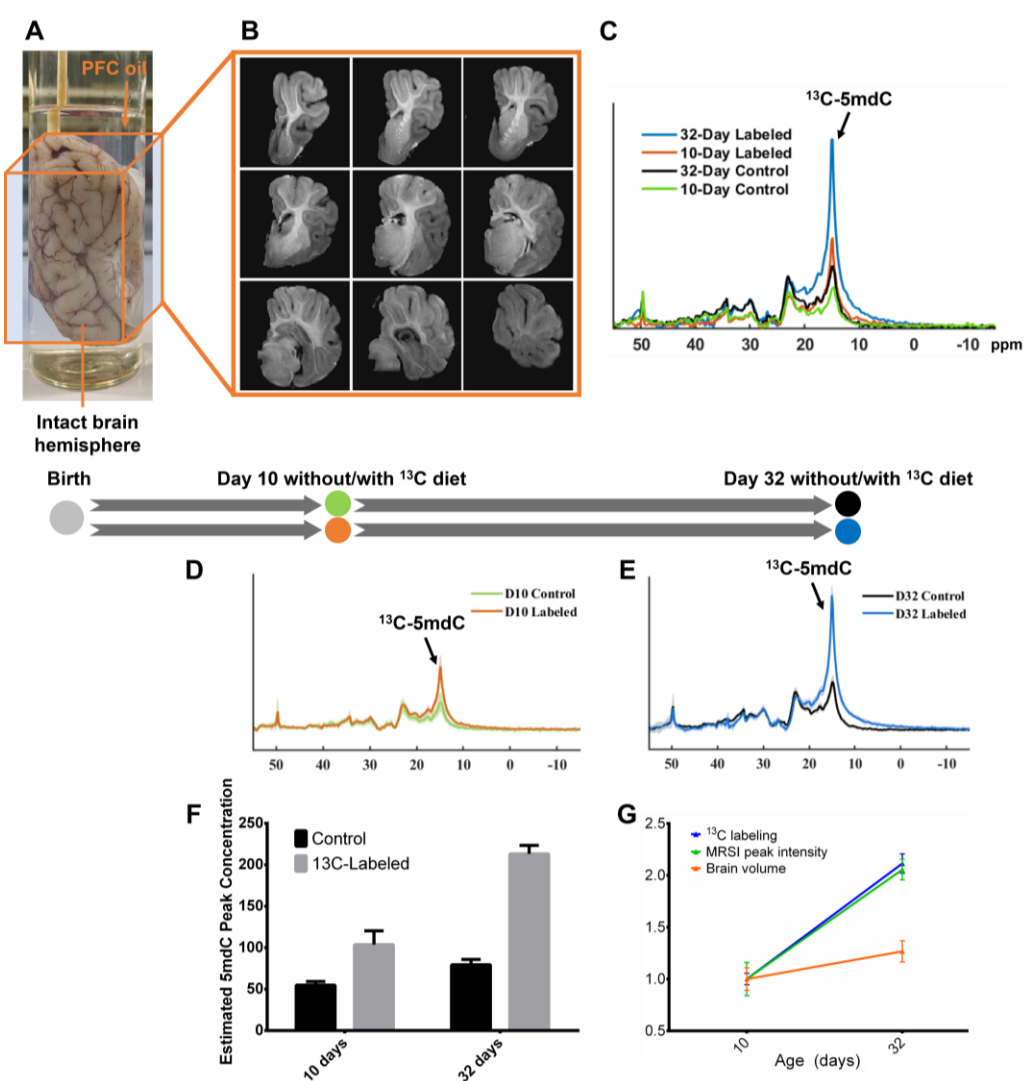 A
PFC oil
Intact brain
hemisphere
B
C
¹³C-5mdC
32-Day Labeled
10-Day Labeled
32-Day Control
10-Day Control
50 40 30 20 10 0 -10 ppm
Birth
Day 10 without/with ¹³C diet
Day 32 without/with ¹³C diet
D
D10 Control
D10 Labeled
¹³C-5mdC
50 40 30 20 10 0 -10
E
¹³C-5mdC
D32 Control
D32 Labeled
50 40 30 20 10 0 -10
F
Estimated 5mdC Peak Concentration
250
200
150
100
50
0
Control
13C-Labeled
10 days
32 days
G
2.5
2.0
1.5
1.0
0.5
¹³C labeling
MRSI peak intensity
Brain volume
10
32
Age (days)